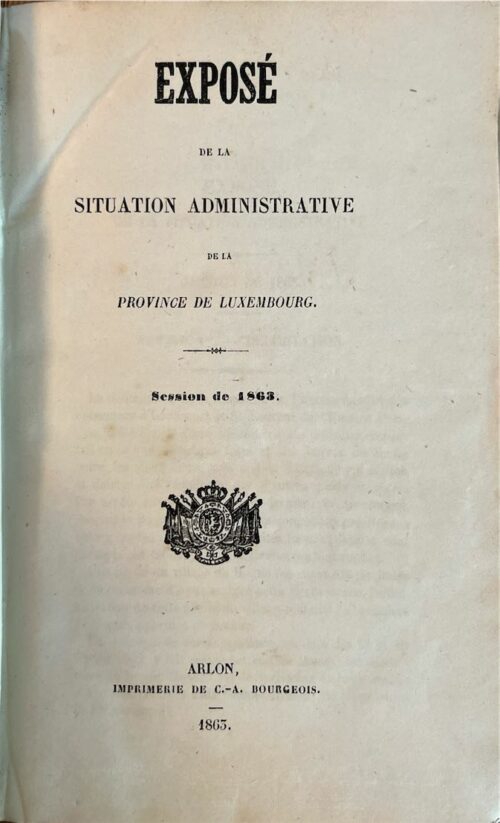 EXPOSÉ
DE LA
SITUATION ADMINISTRATIVE
DE LA
PROVINCE DE LUXEMBOURG.
Session de 1863.
ARLON,
IMPRIMERIE DE C.-A. BOURGEOIS.
1863.